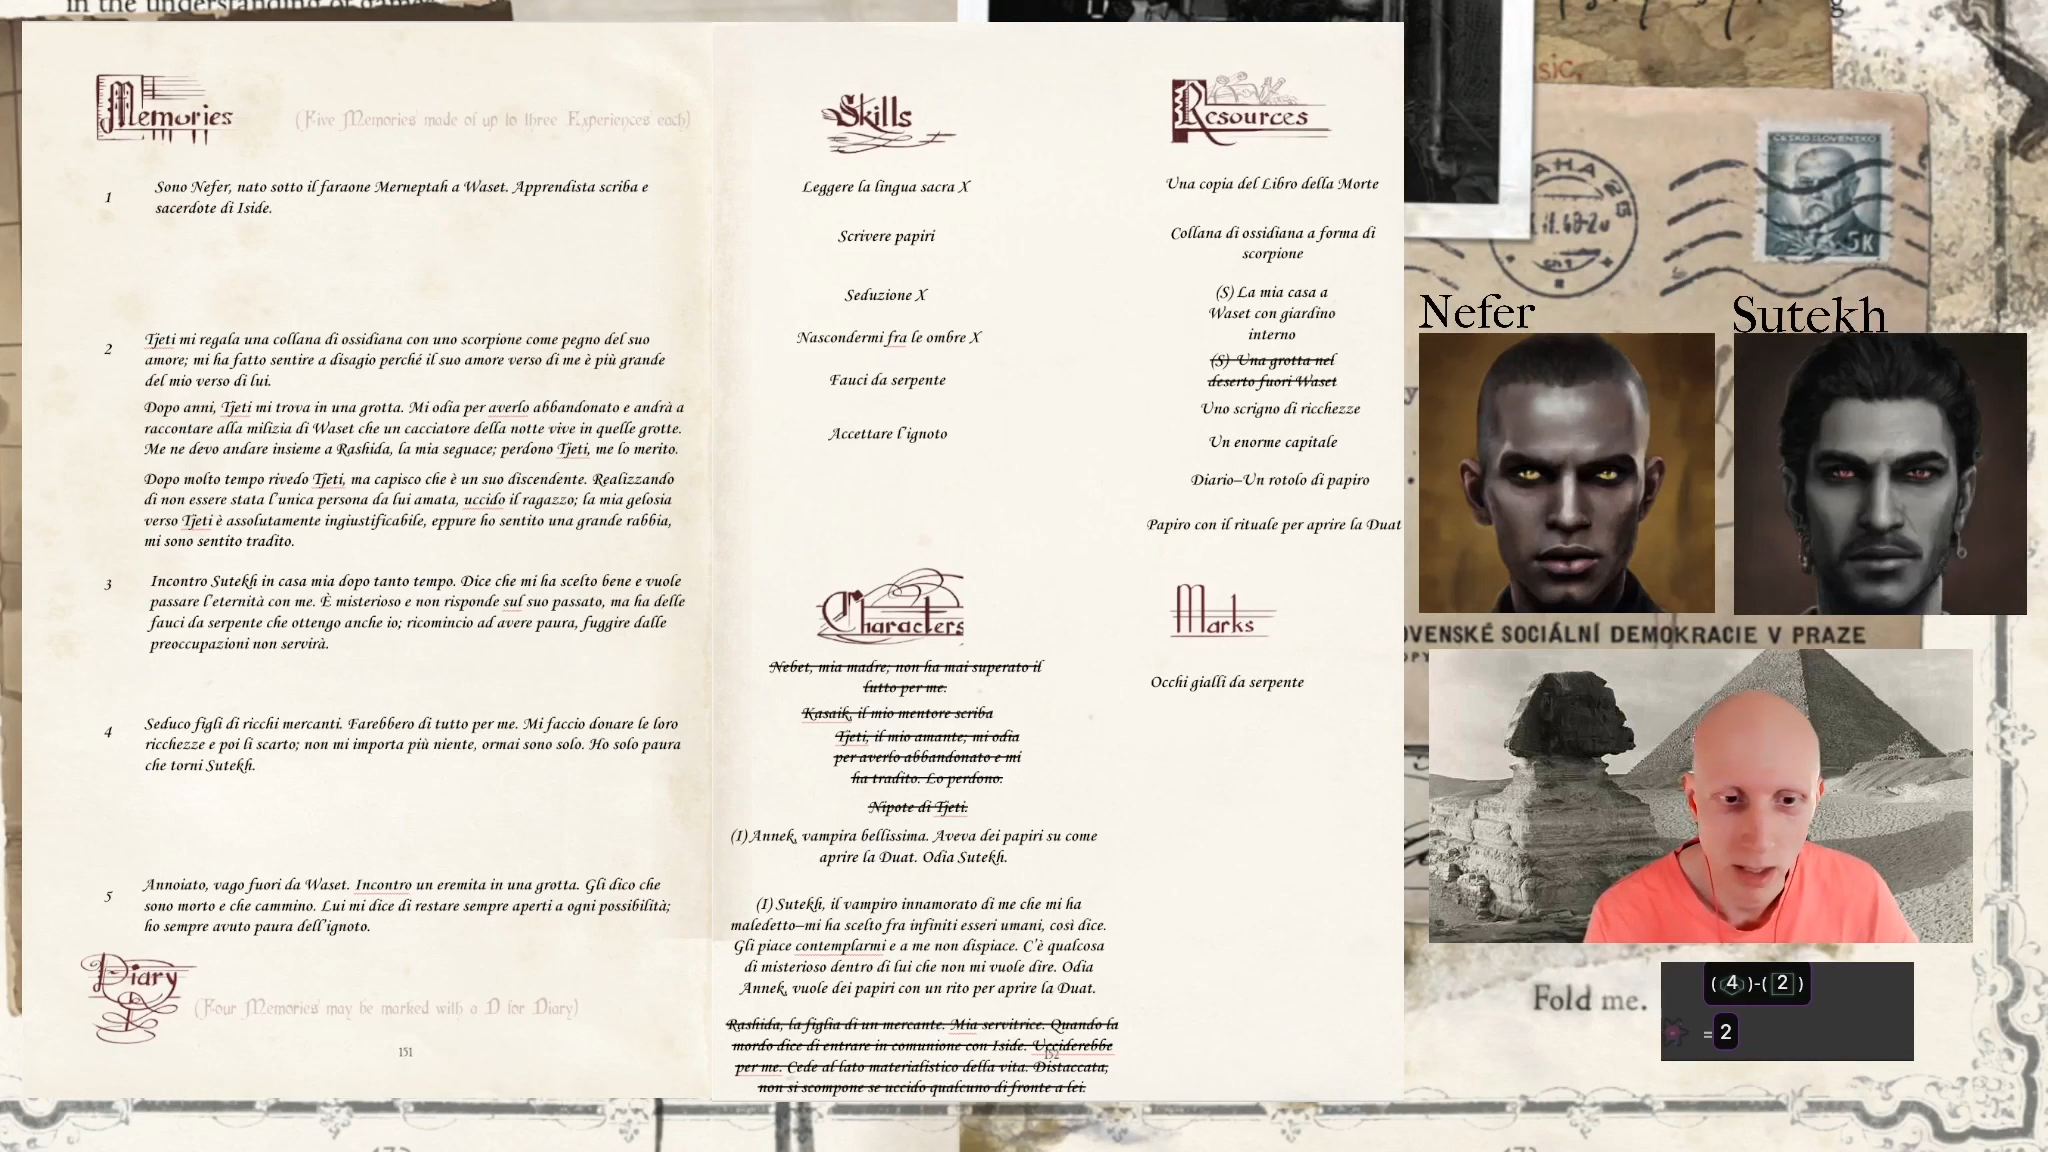 in the understanding of games
Memories
(Five Memories made of up to three Experiences each)
1
Sono Nefer, nato sotto il faraone Merneptah a Waset. Apprendista scriba e
sacerdote di Iside.
2
Tjeti mi regala una collana di ossidiana con uno scorpione come pegno del suo
amore; mi ha fatto sentire a disagio perché il suo amore verso di me è più grande
del mio verso di lui.
Dopo anni, Tjeti mi trova in una grotta. Mi odia per averlo abbandonato e andrà a
raccontare alla milizia di Waset che un cacciatore della notte vive in quelle grotte.
Me ne devo andare insieme a Rashida, la mia seguace; perdono Tjeti, me lo merito.
Dopo molto tempo rivedo Tjeti, ma capisco che è un suo discendente. Realizzando
di non essere stata l'unica persona da lui amata, uccido il ragazzo; la mia gelosia
verso Tjeti è assolutamente ingiustificabile, eppure ho sentito una grande rabbia,
mi sono sentito tradito.
3
Incontro Sutekh in casa mia dopo tanto tempo. Dice che mi ha scelto bene e vuole
passare l'eternità con me. È misterioso e non risponde sul suo passato, ma ha delle
fauci da serpente che ottengo anche io; ricomincio ad avere paura, fuggire dalle
preoccupazioni non servirà.
4
Seduco figli di ricchi mercanti. Farebbero di tutto per me. Mi faccio donare le loro
ricchezze e poi li scarto; non mi importa più niente, ormai sono solo. Ho solo paura
che torni Sutekh.
5
Annoiato, vago fuori da Waset. Incontro un eremita in una grotta. Gli dico che
sono morto e che cammino. Lui mi dice di restare sempre aperti a ogni possibilità;
ho sempre avuto paura dell'ignoto.
Diary
(Four Memories may be marked with a D for Diary)
151
Skills
Leggere la lingua sacra X
Scrivere papiri
Seduzione X
Nascondermi fra le ombre X
Fauci da serpente
Accettare l'ignoto
Resources
Una copia del Libro della Morte
Collana di ossidiana a forma di
scorpione
(S) La mia casa a
Waset con giardino
interno
(S) Una grotta nel
deserto fuori Waset
Uno scrigno di ricchezze
Un enorme capitale
Diario–Un rotolo di papiro
Papiro con il rituale per aprire la Duat
Characters
Nebet, mia madre; non ha mai superato il
lutto per me.
Kasaik, il mio mentore scriba
Tjeti, il mio amante; mi odia
per averlo abbandonato e mi
ha tradito. Lo perdono.
Nipote di Tjeti.
(I) Annek, vampira bellissima. Aveva dei papiri su come
aprire la Duat. Odia Sutekh.
(I) Sutekh, il vampiro innamorato di me che mi ha
maledetto–mi ha scelto fra infiniti esseri umani, così dice.
Gli piace contemplarmi e a me non dispiace. C'è qualcosa
di misterioso dentro di lui che non mi vuole dire. Odia
Annek, vuole dei papiri con un rito per aprire la Duat.
Rashida, la figlia di un mercante. Mia servitrice. Quando la
mordo dice di entrare in comunione con Iside. Ucciderebbe
per me. Cede al lato materialistico della vita. Distaccata,
non si scompone se uccido qualcuno di fronte a lei.
152
Marks
Occhi gialli da serpente
sic,
ČESKOSLOVENSKO
5K
Nefer
Sutekh
OVENSKÉ SOCIÁLNÍ DEMOKRACIE V PRAZE
Fold me.
(4)-(2)
=2